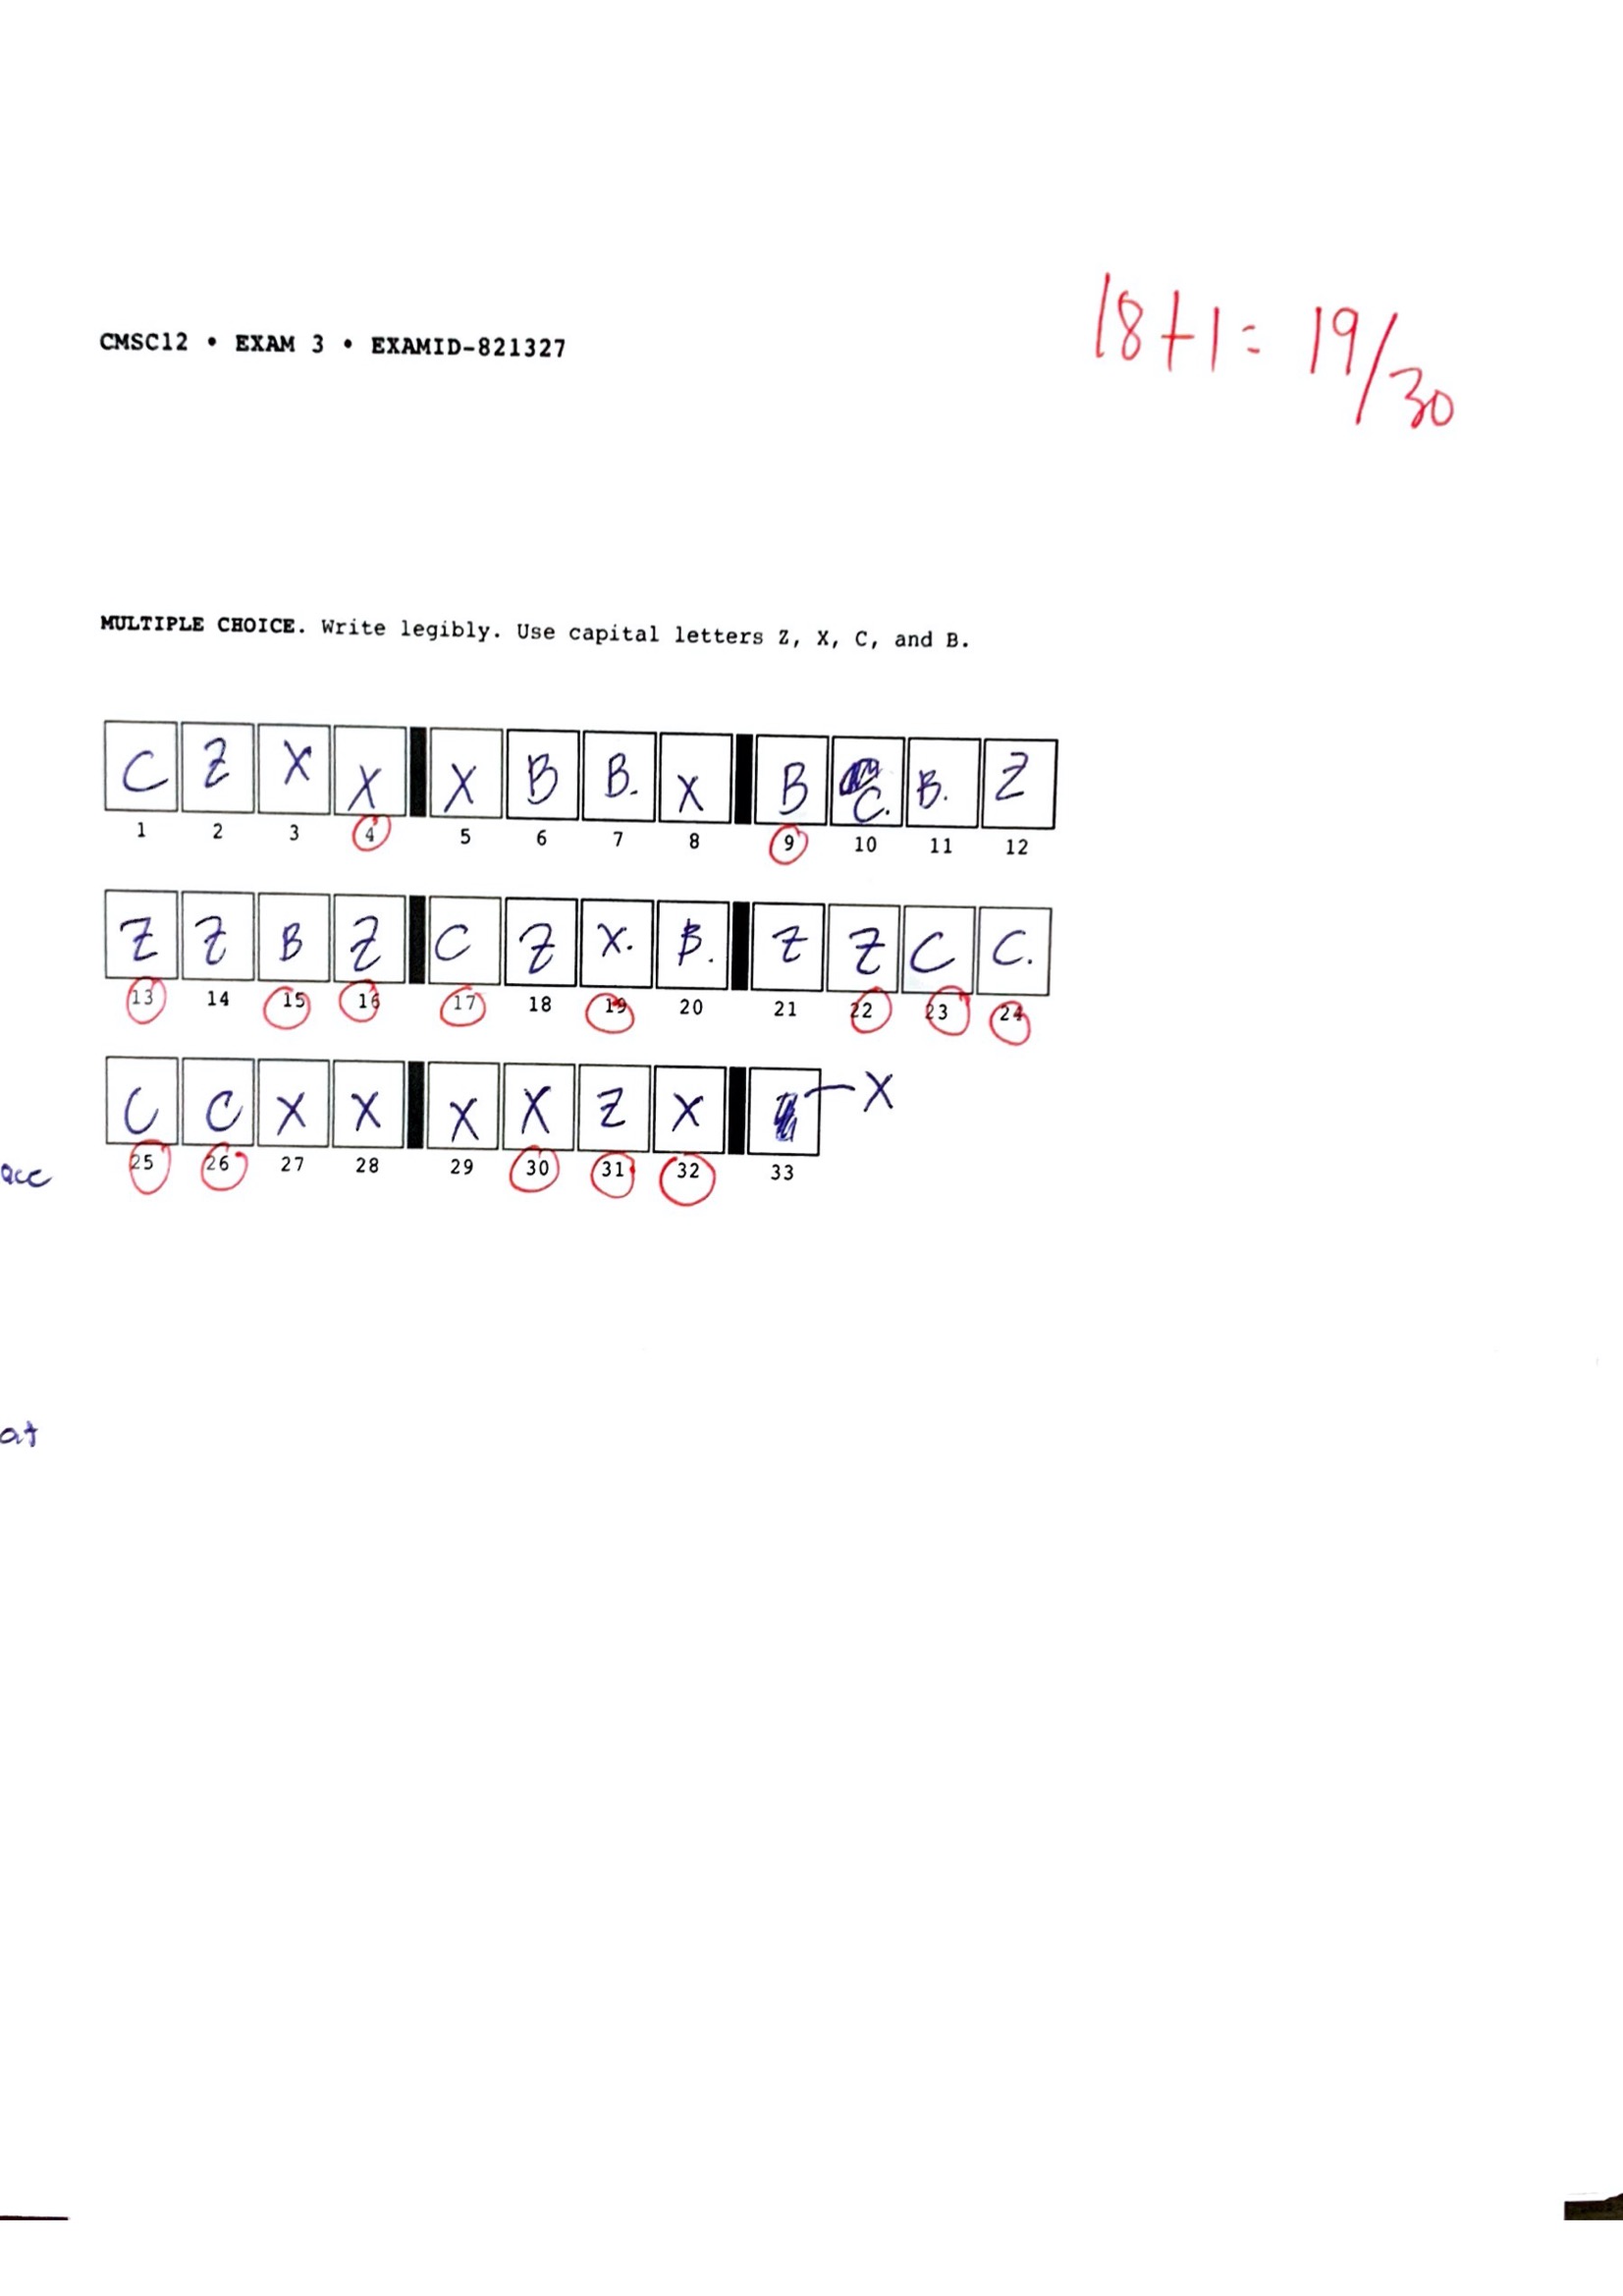 CMSC12 • EXAM 3 • EXAMID-821327
18+1= 19/30
MULTIPLE CHOICE. Write legibly. Use capital letters Z, X, C, and B.
C Z X X X B B. X B C. B. Z
1 2 3 4 5 6 7 8 9 10 11 12
Z Z B Z C Z X. B. Z Z C C.
13 14 15 16 17 18 19 20 21 22 23 24
C C X X X X Z X X
25 26 27 28 29 30 31 32 33
acc
at